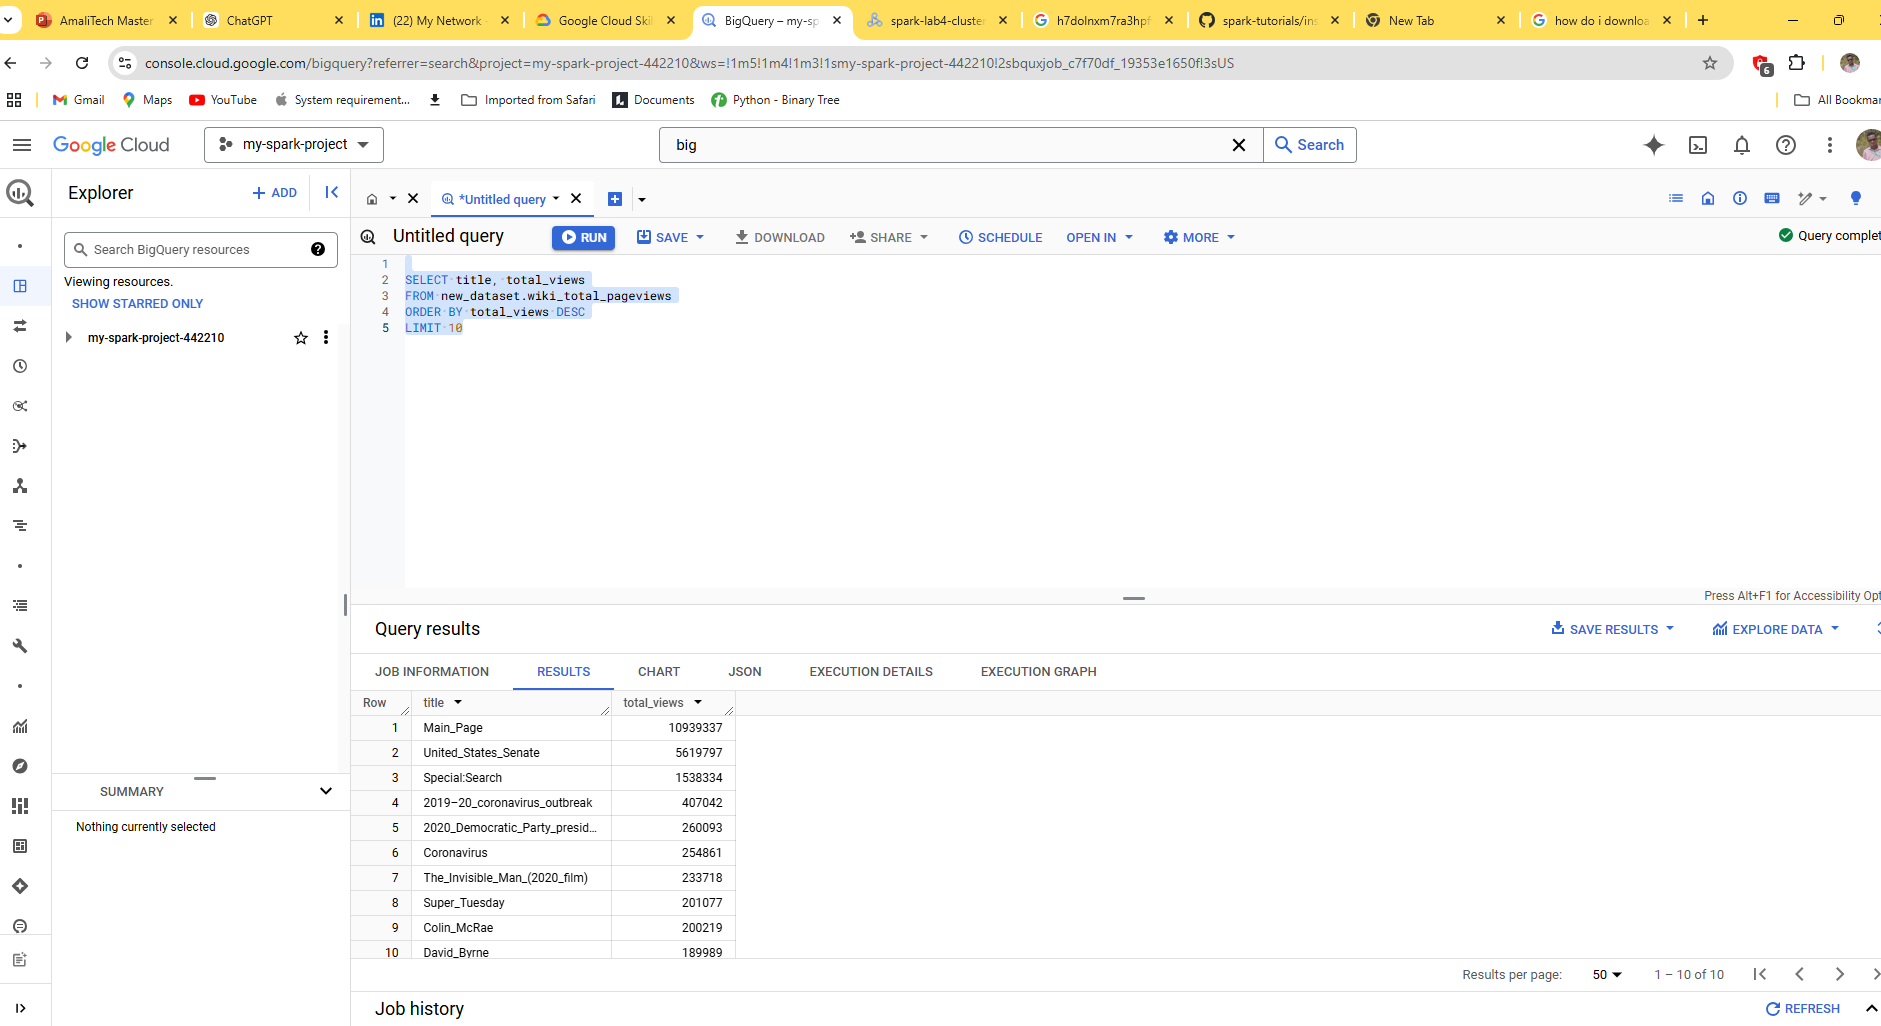 AmaliTech Master
ChatGPT
(22) My Network
Google Cloud Skil
BigQuery – my-sp
spark-lab4-cluster
h7dolnxm7ra3hpf
spark-tutorials/ins
New Tab
how do i downloa
console.cloud.google.com/bigquery?referrer=search&project=my-spark-project-442210&ws=!1m5!1m4!1m3!1smy-spark-project-442210!2sbquxjob_c7f70df_19353e1650f!3sUS
6
Gmail
Maps
YouTube
System requirement...
Imported from Safari
Documents
Python - Binary Tree
All Bookmar
Google Cloud
my-spark-project
big
Search
Explorer
+ ADD
*Untitled query
Search BigQuery resources
Viewing resources.
SHOW STARRED ONLY
my-spark-project-442210
SUMMARY
Nothing currently selected
Untitled query
RUN
SAVE
DOWNLOAD
SHARE
SCHEDULE
OPEN IN
MORE
Query complet
1
2 SELECT title, total_views
3 FROM new_dataset.wiki_total_pageviews
4 ORDER BY total_views DESC
5 LIMIT 10
Press Alt+F1 for Accessibility Opt
Query results
SAVE RESULTS
EXPLORE DATA
JOB INFORMATION
RESULTS
CHART
JSON
EXECUTION DETAILS
EXECUTION GRAPH
Row title total_views
1 Main_Page 10939337
2 United_States_Senate 5619797
3 Special:Search 1538334
4 2019–20_coronavirus_outbreak 407042
5 2020_Democratic_Party_presid... 260093
6 Coronavirus 254861
7 The_Invisible_Man_(2020_film) 233718
8 Super_Tuesday 201077
9 Colin_McRae 200219
10 David_Byrne 189989
Results per page: 50 1 – 10 of 10
Job history
REFRESH